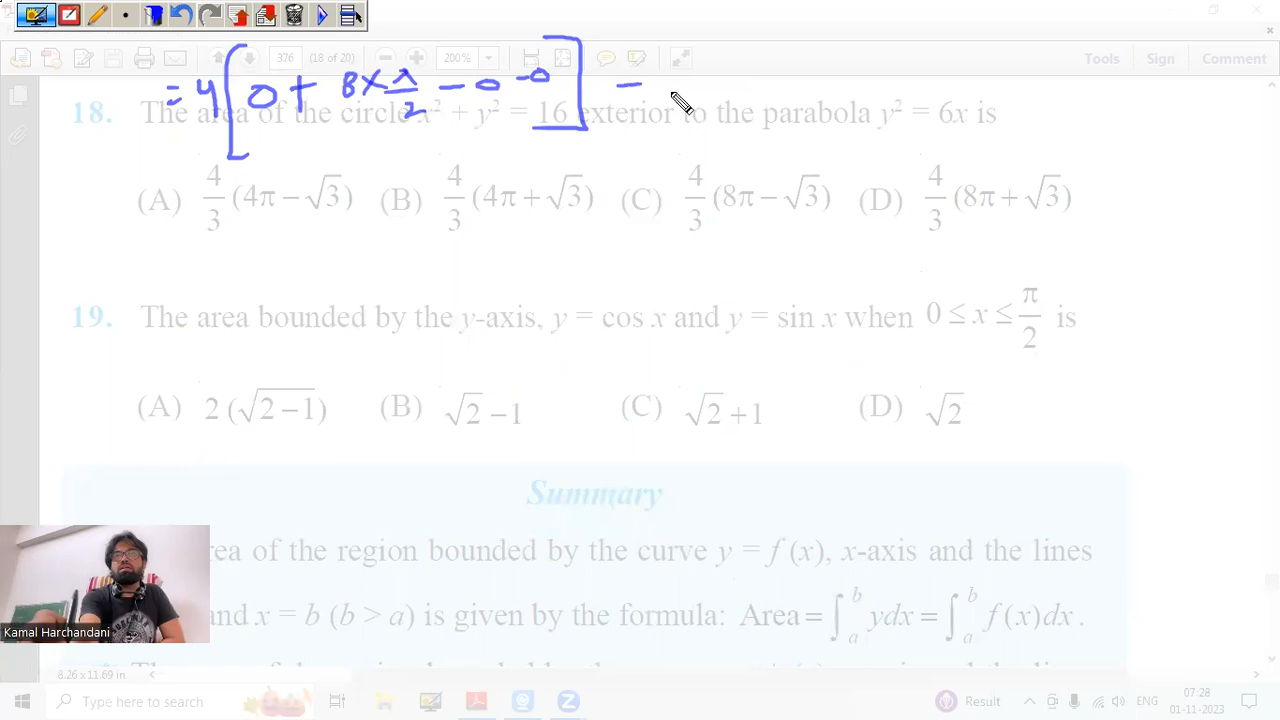 376 (18 of 20) 200%
Tools Sign Comment
= 4[0 + 8×π/2 − 0 − 0] −
18. The area of the circle x² + y² = 16 exterior to the parabola y² = 6x is
(A) 4/3 (4π − √3) (B) 4/3 (4π + √3) (C) 4/3 (8π − √3) (D) 4/3 (8π + √3)
19. The area bounded by the y-axis, y = cos x and y = sin x when 0 ≤ x ≤ π/2 is
(A) 2 (√2−1) (B) √2 −1 (C) √2 +1 (D) √2
Summary
rea of the region bounded by the curve y = f (x), x-axis and the lines
and x = b (b > a) is given by the formula: Area = ∫ₐᵇ ydx = ∫ₐᵇ f (x) dx .
Kamal Harchandani
8.26 x 11.69 in
Type here to search
Result
ENG
07.28
01-11-2023